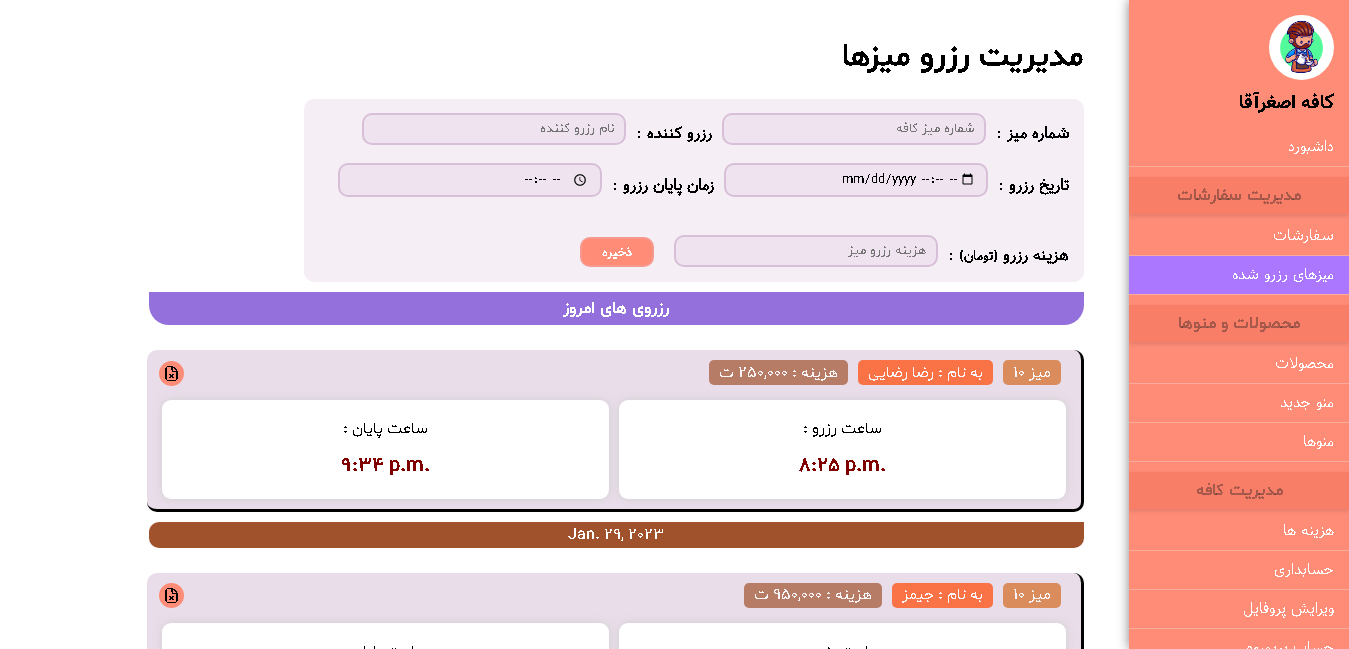 کافه اصغرآقا
داشبورد
مدیریت سفارشات
سفارشات
میزهای رزرو شده
محصولات و منوها
محصولات
منو جدید
منوها
مدیریت کافه
هزینه ها
حسابداری
ویرایش پروفایل
مدیریت رزرو میزها
شماره میز : شماره میز کافه رزرو کننده : نام رزرو کننده
تاریخ رزرو : mm/dd/yyyy --:-- -- زمان پایان رزرو : --:-- --
هزینه رزرو (تومان) : هزینه رزرو میز ذخیره
رزروی های امروز
میز ۱۰ به نام : رضا رضایی هزینه : ۲۵۰,۰۰۰ ت
ساعت رزرو : ساعت پایان :
۸:۲۵ p.m. ۹:۳۴ p.m.
Jan. ۲۹, ۲۰۲۳
میز ۱۰ به نام : جیمز هزینه : ۹۵۰,۰۰۰ ت